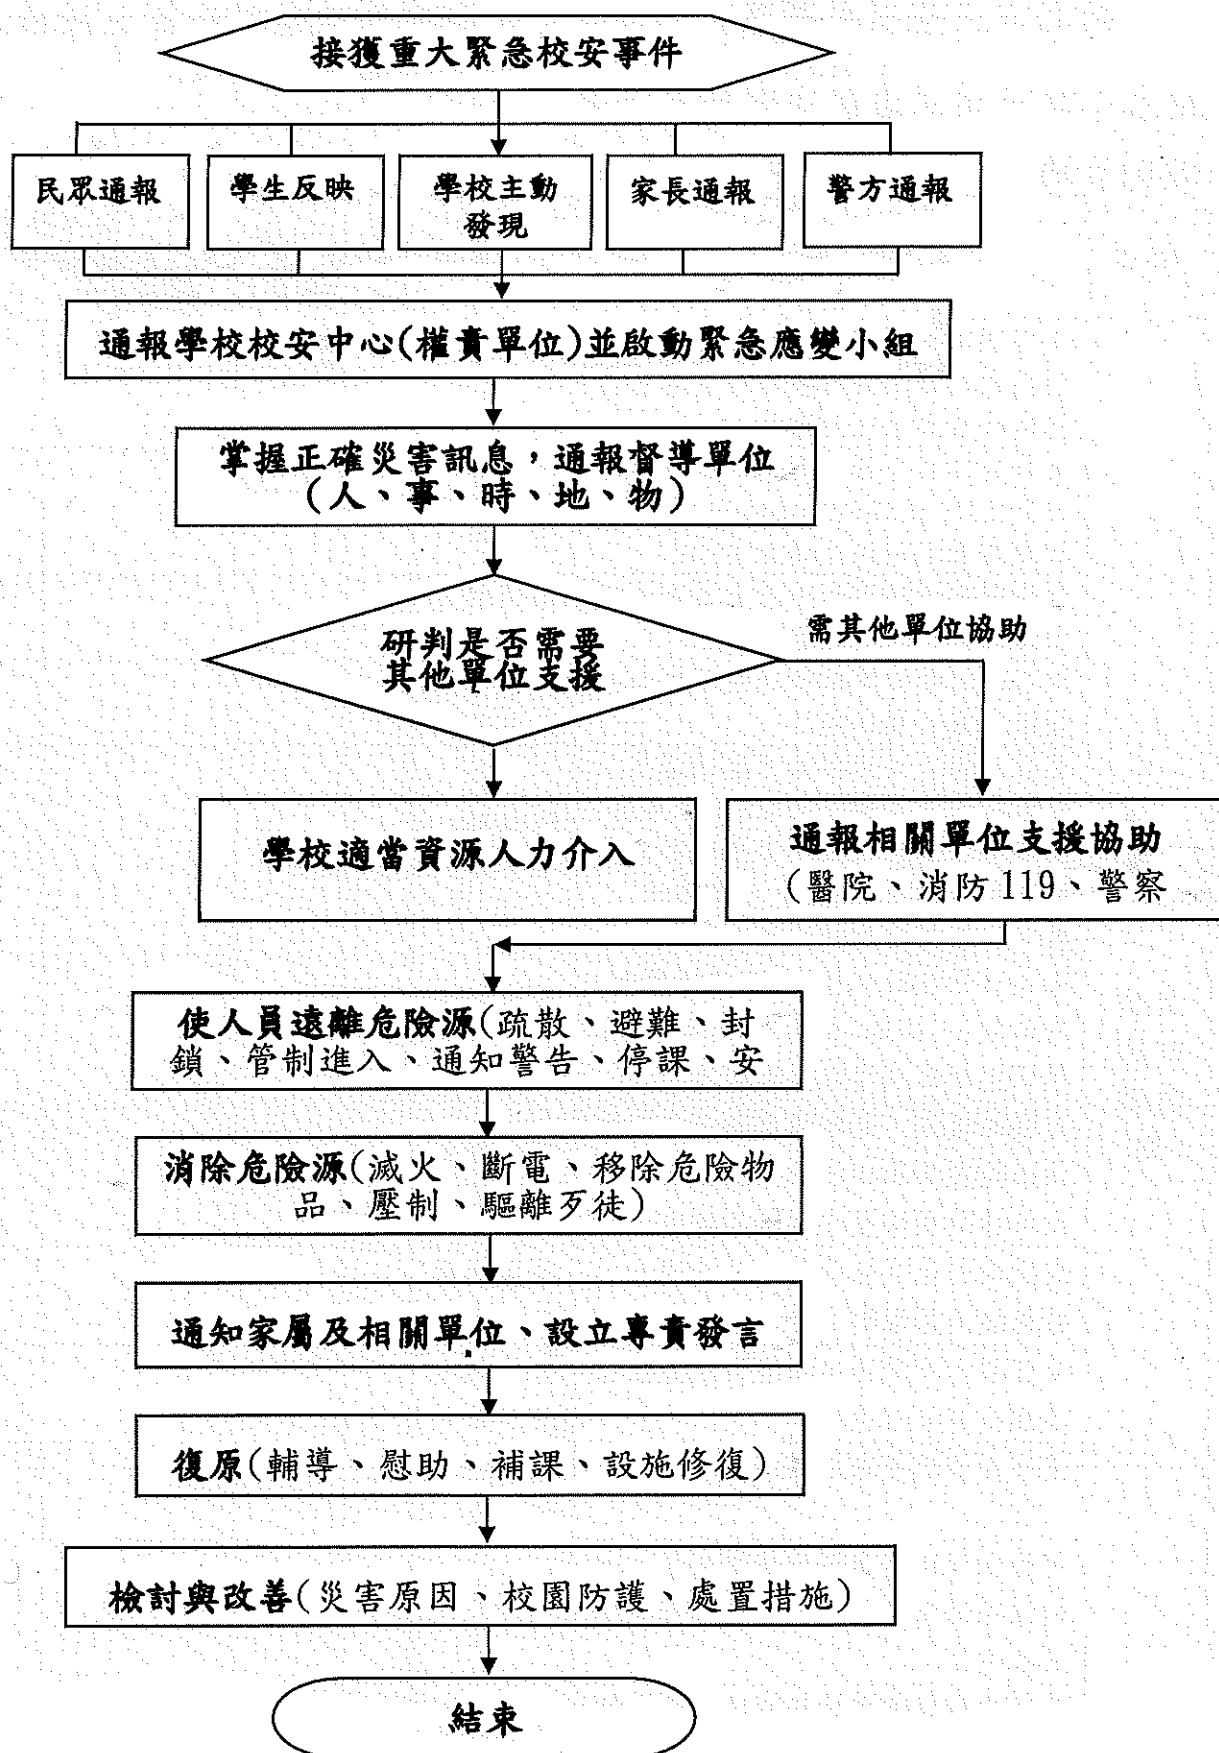 接獲重大緊急校安事件
民眾通報
學生反映
學校主動
發現
家長通報
警方通報
通報學校校安中心(權責單位)並啟動緊急應變小組
掌握正確災害訊息，通報督導單位
(人、事、時、地、物)
研判是否需要
其他單位支援
需其他單位協助
學校適當資源人力介入
通報相關單位支援協助
(醫院、消防119、警察
使人員遠離危險源(疏散、避難、封
鎖、管制進入、通知警告、停課、安
消除危險源(滅火、斷電、移除危險物
品、壓制、驅離歹徒)
通知家屬及相關單位、設立專責發言
復原(輔導、慰助、補課、設施修復)
檢討與改善(災害原因、校園防護、處置措施)
結束